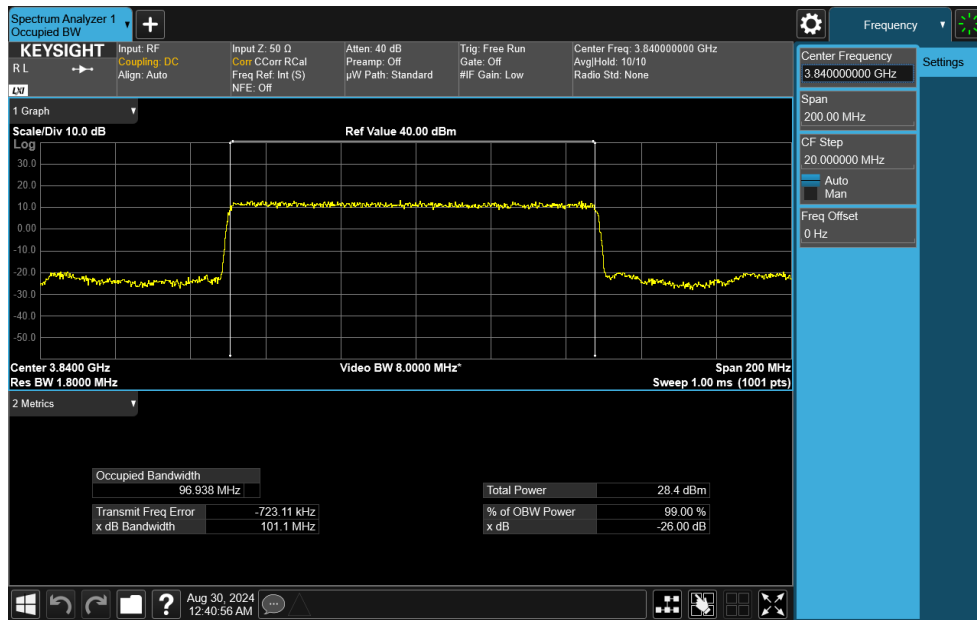 Spectrum Analyzer 1
Occupied BW
Frequency
KEYSIGHT
R L
LXI
Input: RF
Coupling: DC
Align: Auto
Input Z: 50 Ω
Corr CCorr RCal
Freq Ref: Int (S)
NFE: Off
Atten: 40 dB
Preamp: Off
µW Path: Standard
Trig: Free Run
Gate: Off
#IF Gain: Low
Center Freq: 3.840000000 GHz
Avg|Hold: 10/10
Radio Std: None
Center Frequency
3.840000000 GHz
Settings
Span
200.00 MHz
CF Step
20.000000 MHz
Auto
Man
Freq Offset
0 Hz
1 Graph
Scale/Div 10.0 dB
Ref Value 40.00 dBm
Log
30.0
20.0
10.0
0.00
-10.0
-20.0
-30.0
-40.0
-50.0
Center 3.8400 GHz
Video BW 8.0000 MHz*
Span 200 MHz
Res BW 1.8000 MHz
Sweep 1.00 ms (1001 pts)
2 Metrics
Occupied Bandwidth
96.938 MHz
Total Power 28.4 dBm
Transmit Freq Error -723.11 kHz
% of OBW Power 99.00 %
x dB Bandwidth 101.1 MHz
x dB -26.00 dB
?
Aug 30, 2024
12:40:56 AM